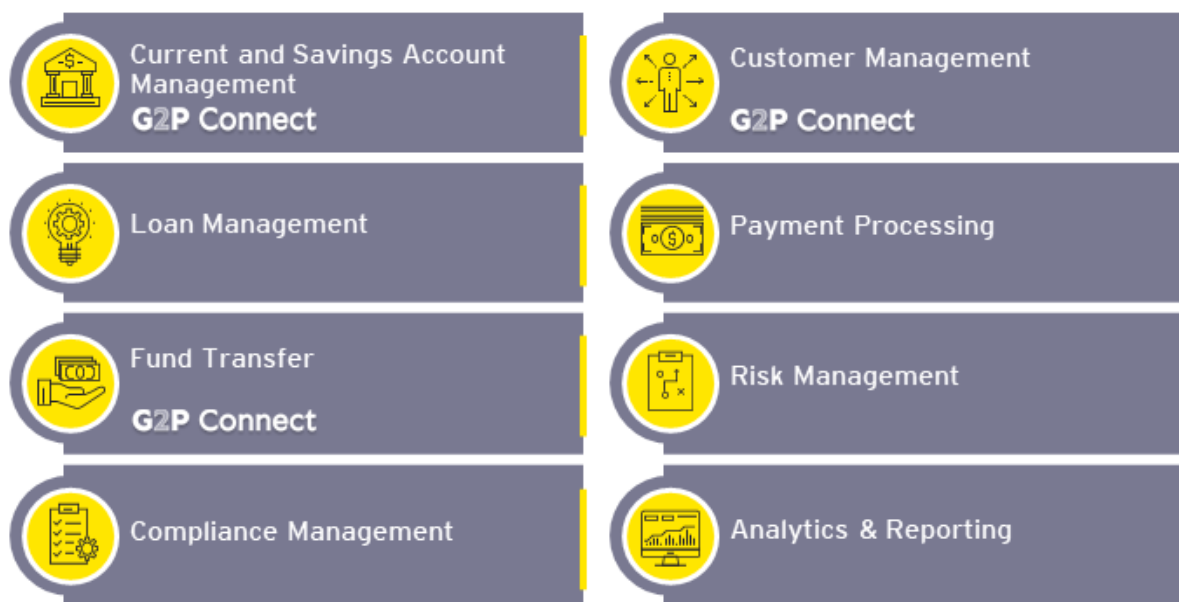 Current and Savings Account
Management
G2P Connect
Customer Management
G2P Connect
Loan Management
Payment Processing
Fund Transfer
G2P Connect
Risk Management
Compliance Management
Analytics & Reporting